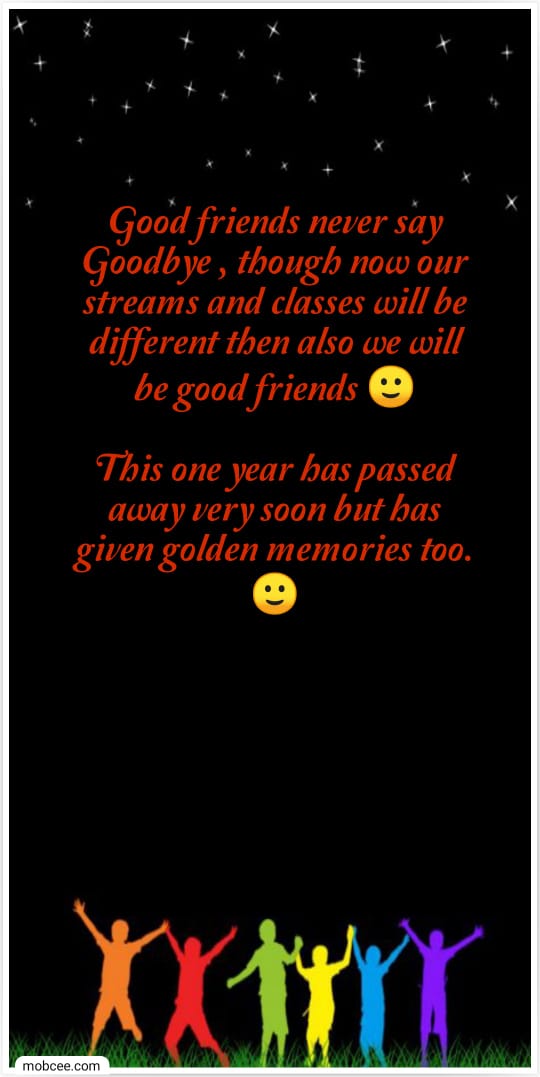 Good friends never say
Goodbye , though now our
streams and classes will be
different then also we will
be good friends 🙂
This one year has passed
away very soon but has
given golden memories too.
🙂
mobcee.com